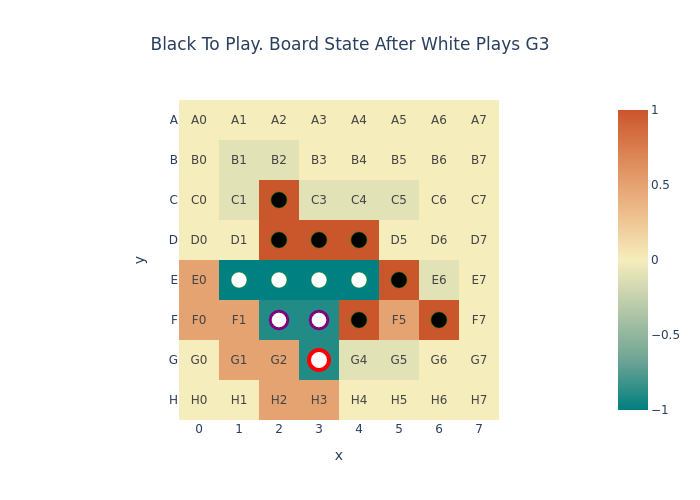 Black To Play. Board State After White Plays G3
A A0 A1 A2 A3 A4 A5 A6 A7
B B0 B1 B2 B3 B4 B5 B6 B7
C C0 C1 C3 C4 C5 C6 C7
D D0 D1 D5 D6 D7
E E0 E6 E7
F F0 F1 F5 F7
G G0 G1 G2 G4 G5 G6 G7
H H0 H1 H2 H3 H4 H5 H6 H7
0 1 2 3 4 5 6 7
x
y
1
0.5
0
−0.5
−1